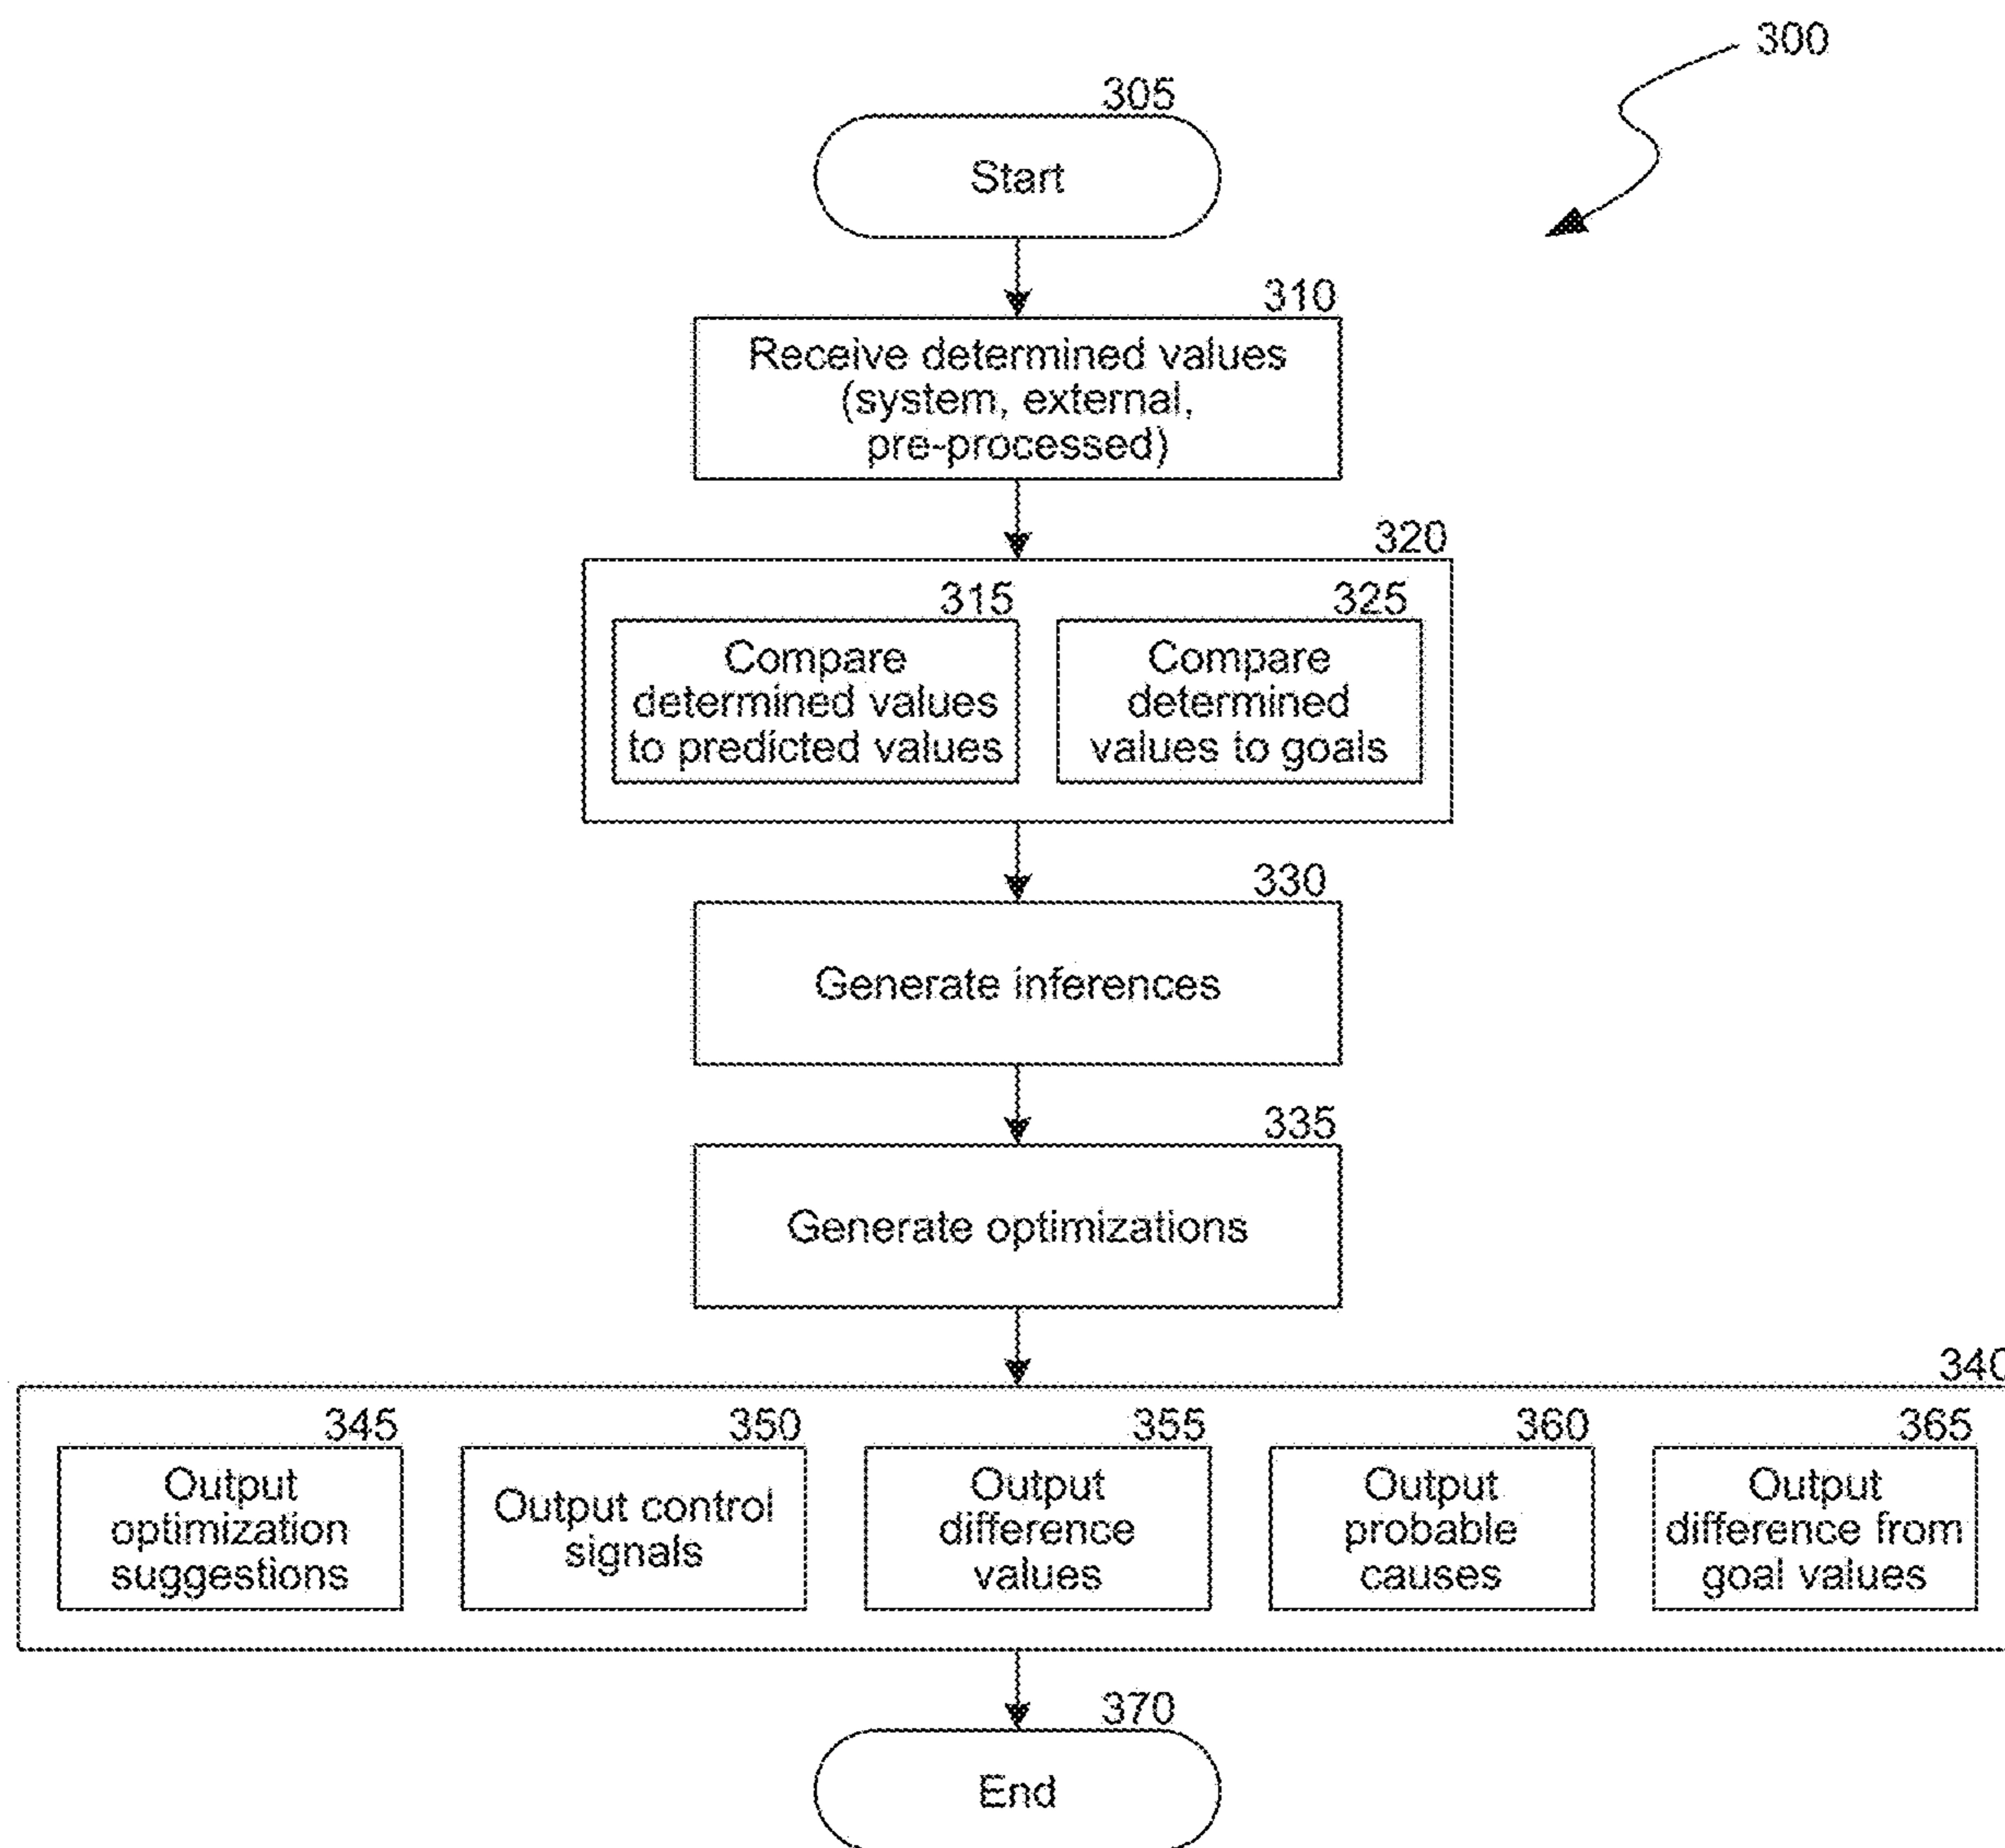 300
305
Start
310
Receive determined values
(system, external,
pre-processed)
320
315
Compare
determined values
to predicted values
325
Compare
determined
values to goals
330
Generate inferences
335
Generate optimizations
340
345
Output
optimization
suggestions
350
Output control
signals
355
Output
difference
values
360
Output
probable
causes
365
Output
difference from
goal values
370
End